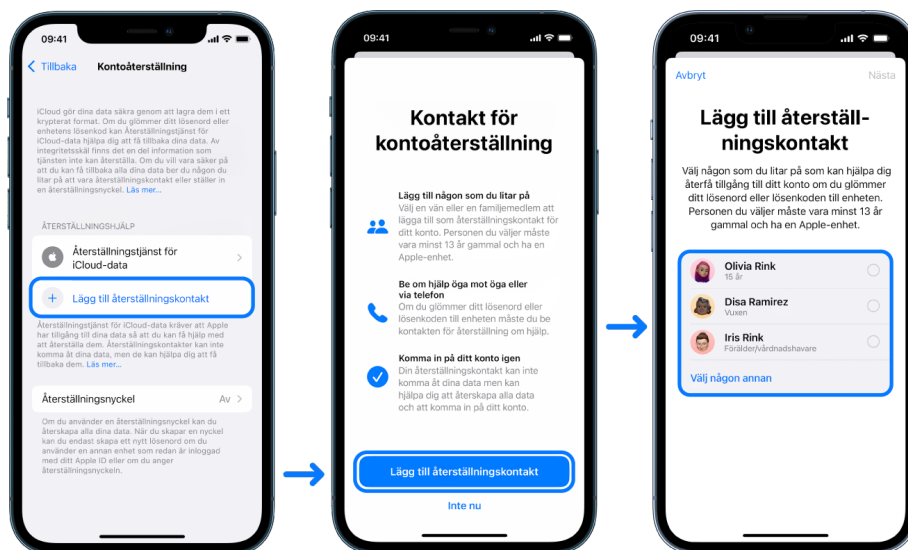 09:41
Tillbaka
Kontoåterställning
iCloud gör dina data säkra genom att lagra dem i ett
krypterat format. Om du glömmer ditt lösenord eller
enhetens lösenkod kan Återställningstjänst för
iCloud-data hjälpa dig att få tillbaka dina data. Av
integritetsskäl finns det en del information som
tjänsten inte kan återställa. Om du vill vara säker på
att du kan få tillbaka alla dina data ber du någon du
litar på att vara återställningskontakt eller ställer in
en återställningsnyckel. Läs mer...
ÅTERSTÄLLNINGSHJÄLP
Återställningstjänst för
iCloud-data
Lägg till återställningskontakt
Återställningstjänst för iCloud-data kräver att Apple
har tillgång till dina data så att du kan få hjälp med
att återställa dem. Återställningskontakter kan inte
komma åt dina data, men de kan hjälpa dig att få
tillbaka dem. Läs mer...
Återställningsnyckel
Av
Om du använder en återställningsnyckel kan du
återskapa alla dina data. När du skapar en nyckel
kan du endast skapa ett nytt lösenord om du
använder en annan enhet som redan är inloggad
med ditt Apple ID eller om du anger
återställningsnyckeln.
09:41
Kontakt för
kontoåterställning
Lägg till någon som du litar på
Välj en vän eller en familjemedlem att
lägga till som återställningskontakt för
ditt konto. Personen du väljer måste
vara minst 13 år gammal och ha en
Apple-enhet.
Be om hjälp öga mot öga eller
via telefon
Om du glömmer ditt lösenord eller
lösenkoden till enheten måste du be
kontakten för återställning om hjälp.
Komma in på ditt konto igen
Din återställningskontakt kan inte
komma åt dina data men kan
hjälpa dig att återskapa alla data
och att komma in på ditt konto.
Lägg till återställningskontakt
Inte nu
09:41
Avbryt
Nästa
Lägg till återställ-
ningskontakt
Välj någon som du litar på som kan hjälpa dig
återfå tillgång till ditt konto om du glömmer
ditt lösenord eller lösenkoden till enheten.
Personen du väljer måste vara minst 13 år
gammal och ha en Apple-enhet.
Olivia Rink
15 år
Disa Ramirez
Vuxen
Iris Rink
Förälder/vårdnadshavare
Välj någon annan